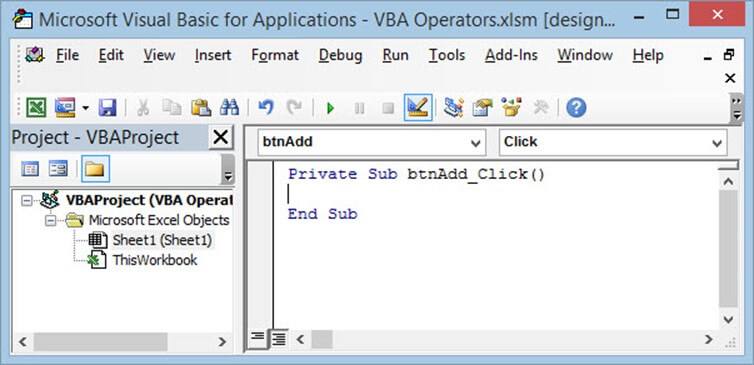 Microsoft Visual Basic for Applications - VBA Operators.xlsm [design...
File Edit View Insert Format Debug Run Tools Add-Ins Window Help
Project - VBAProject
btnAdd Click
VBAProject (VBA Operat
Microsoft Excel Objects
Sheet1 (Sheet1)
ThisWorkbook
Private Sub btnAdd_Click()
End Sub